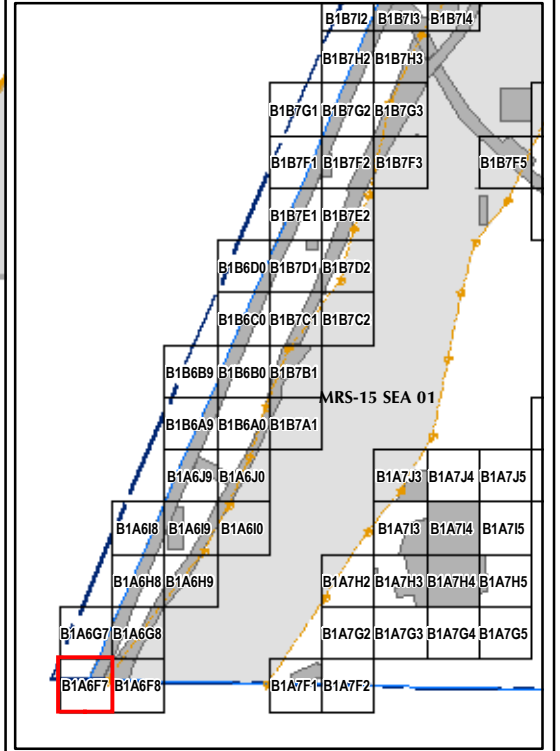 B1B7I2 B1B7I3 B1B7I4
B1B7H2 B1B7H3
B1B7G1 B1B7G2 B1B7G3
B1B7F1 B1B7F2 B1B7F3 B1B7F5
B1B7E1 B1B7E2
B1B6D0 B1B7D1 B1B7D2
B1B6C0 B1B7C1 B1B7C2
B1B6B9 B1B6B0 B1B7B1
MRS-15 SEA 01
B1B6A9 B1B6A0 B1B7A1
B1A6J9 B1A6J0 B1A7J3 B1A7J4 B1A7J5
B1A6I8 B1A6I9 B1A6I0 B1A7I3 B1A7I4 B1A7I5
B1A6H8 B1A6H9 B1A7H2 B1A7H3 B1A7H4 B1A7H5
B1A6G7 B1A6G8 B1A7G2 B1A7G3 B1A7G4 B1A7G5
B1A6F7 B1A6F8 B1A7F1 B1A7F2